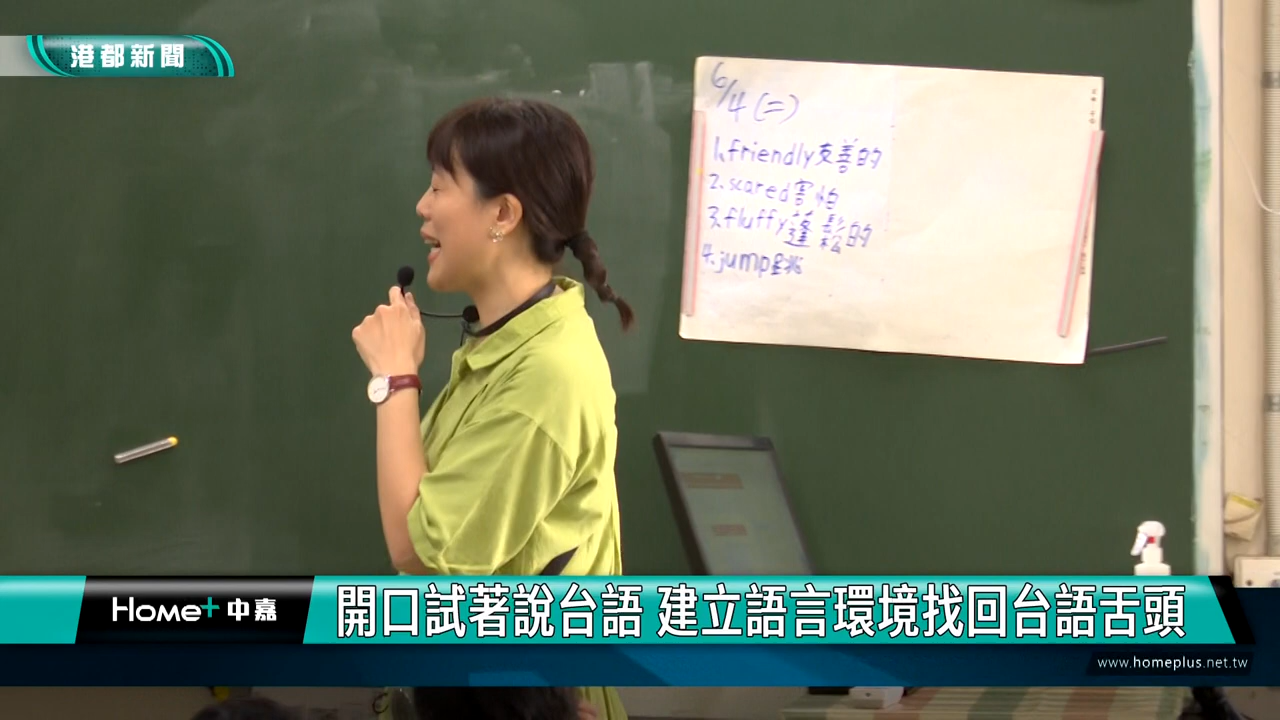 港都新聞
6/4(二)
1.friendly友善的
2.scared害怕
3.fluffy蓬鬆的
4.jump跳
Home+中嘉
開口試著說台語 建立語言環境找回台語舌頭
www.homeplus.net.tw